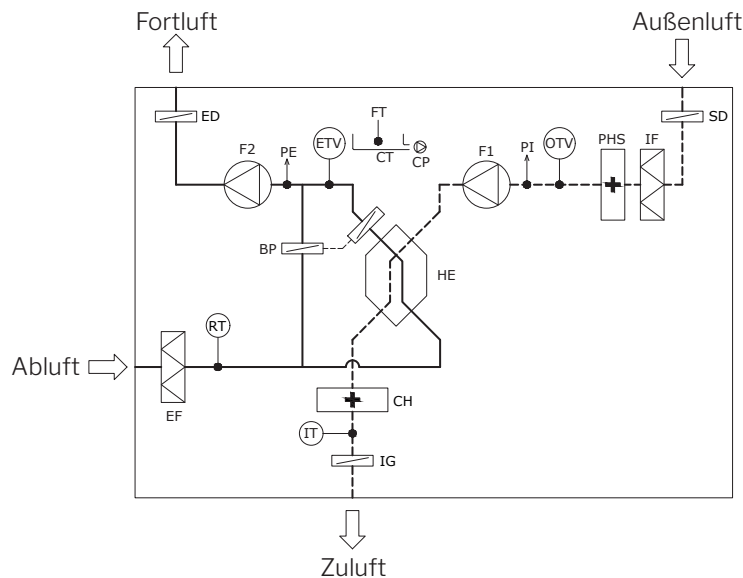 Fortluft
Außenluft
ED
SD
F2
PE
ETV
FT
CT
CP
F1
PI
OTV
PHS
IF
BP
HE
RT
Abluft
EF
CH
IT
IG
Zuluft